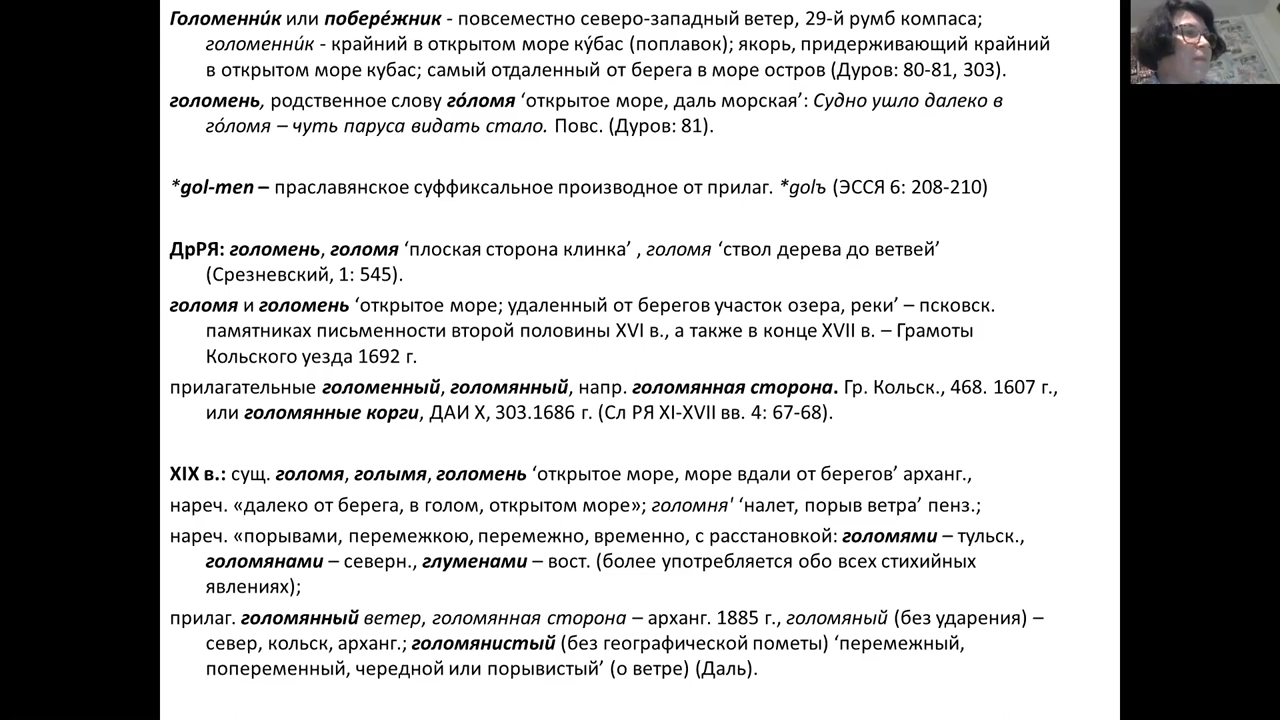 Голоменни́к или побере́жник - повсеместно северо-западный ветер, 29-й румб компаса;
голоменни́к - крайний в открытом море ку́бас (поплавок); якорь, придерживающий крайний
в открытом море кубас; самый отдаленный от берега в море остров (Дуров: 80-81, 303).
голомень, родственное слову го́ломя ‘открытое море, даль морская’: Судно ушло далеко в
го́ломя – чуть паруса видать стало. Повс. (Дуров: 81).
*gol-men – праславянское суффиксальное производное от прилаг. *golъ (ЭССЯ 6: 208-210)
ДрРЯ: голомень, голомя ‘плоская сторона клинка’ , голомя ‘ствол дерева до ветвей’
(Срезневский, 1: 545).
голомя и голомень ‘открытое море; удаленный от берегов участок озера, реки’ – псковск.
памятниках письменности второй половины XVI в., а также в конце XVII в. – Грамоты
Кольского уезда 1692 г.
прилагательные голоменный, голомянный, напр. голомянная сторона. Гр. Кольск., 468. 1607 г.,
или голомянные корги, ДАИ X, 303.1686 г. (Сл РЯ XI-XVII вв. 4: 67-68).
XIX в.: сущ. голомя, голымя, голомень ‘открытое море, море вдали от берегов’ арханг.,
нареч. «далеко от берега, в голом, открытом море»; голомня' ‘налет, порыв ветра’ пенз.;
нареч. «порывами, перемежкою, перемежно, временно, с расстановкой: голомями – тульск.,
голомянами – северн., глуменами – вост. (более употребляется обо всех стихийных
явлениях);
прилаг. голомянный ветер, голомянная сторона – арханг. 1885 г., голомяный (без ударения) –
север, кольск, арханг.; голомянистый (без географической пометы) ‘перемежный,
попеременный, чередной или порывистый’ (о ветре) (Даль).